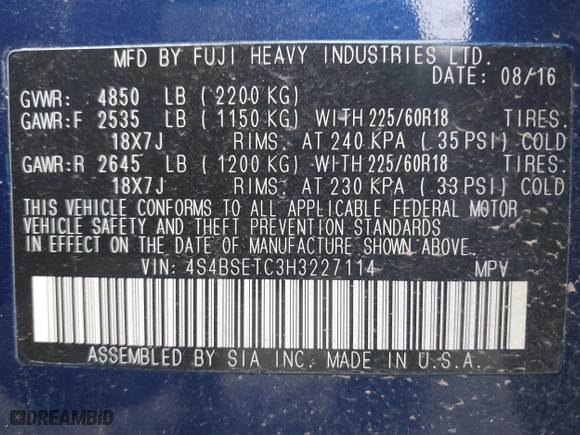 MFD BY FUJI HEAVY INDUSTRIES LTD.
DATE: 08/16
GVWR: 4850 LB (2200 KG)
GAWR:F 2535 LB (1150 KG) WITH 225/60R18 TIRES.
18X7J RIMS: AT 240 KPA (35 PSI) COLD
GAWR:R 2645 LB (1200 KG) WITH 225/60R18 TIRES.
18X7J RIMS: AT 230 KPA (33 PSI) COLD
THIS VEHICLE CONFORMS TO ALL APPLICABLE FEDERAL MOTOR
VEHICLE SAFETY AND THEFT PREVENTION STANDARDS
IN EFFECT ON THE DATE OF MANUFACTURE SHOWN ABOVE.
VIN: 4S4BSETC3H3227114 MPV
ASSEMBLED BY SIA INC. MADE IN U.S.A.
DREAMBID